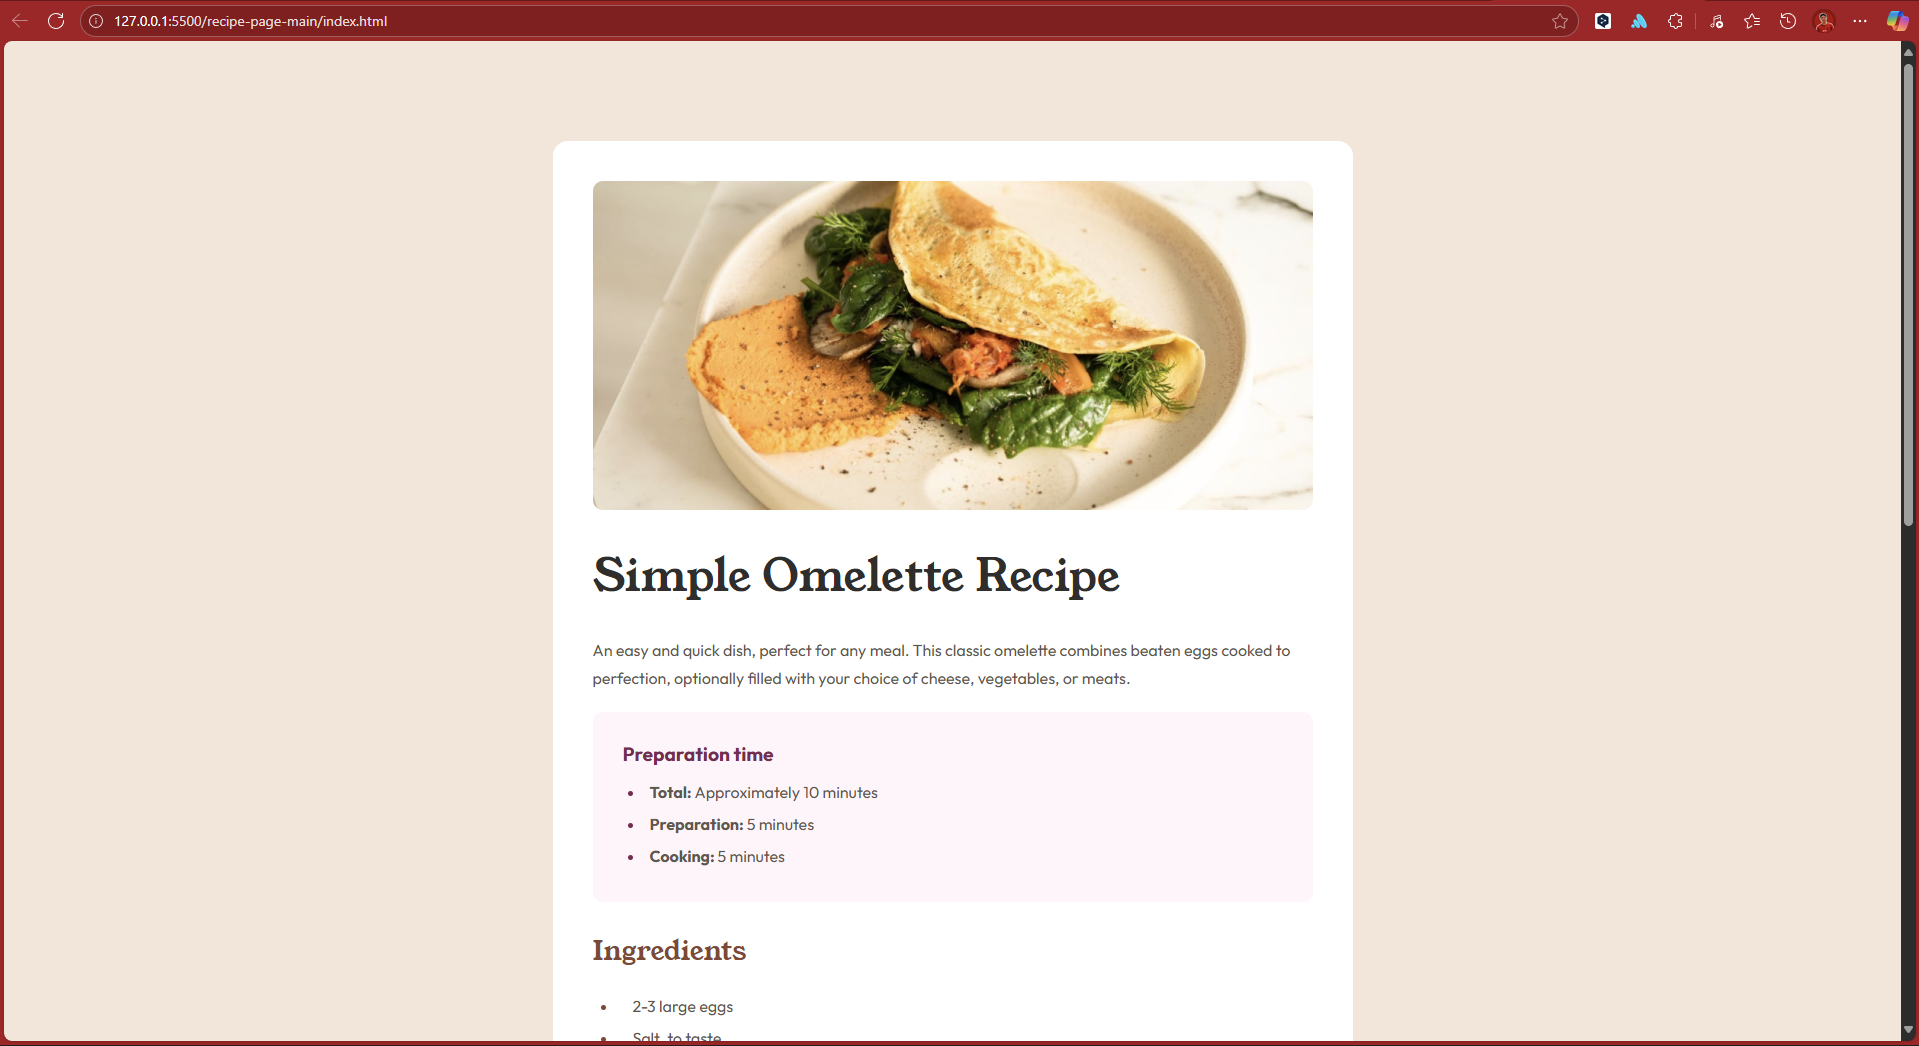 127.0.0.1:5500/recipe-page-main/index.html
Simple Omelette Recipe
An easy and quick dish, perfect for any meal. This classic omelette combines beaten eggs cooked to
perfection, optionally filled with your choice of cheese, vegetables, or meats.
Preparation time
• Total: Approximately 10 minutes
• Preparation: 5 minutes
• Cooking: 5 minutes
Ingredients
• 2-3 large eggs
• Salt, to taste